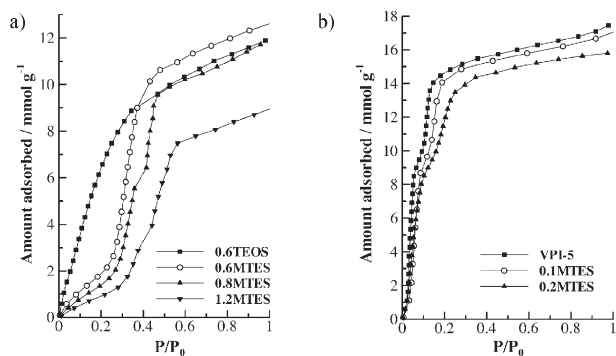 a)
Amount adsorbed / mmol g⁻¹
12
10
8
6
4
2
0
0
0.2
0.4
0.6
0.8
1
P/P₀
0.6TEOS
0.6MTES
0.8MTES
1.2MTES
b)
Amount adsorbed / mmol g⁻¹
18
16
14
12
10
8
6
4
2
0
0
0.2
0.4
0.6
0.8
1
P/P₀
VPI-5
0.1MTES
0.2MTES